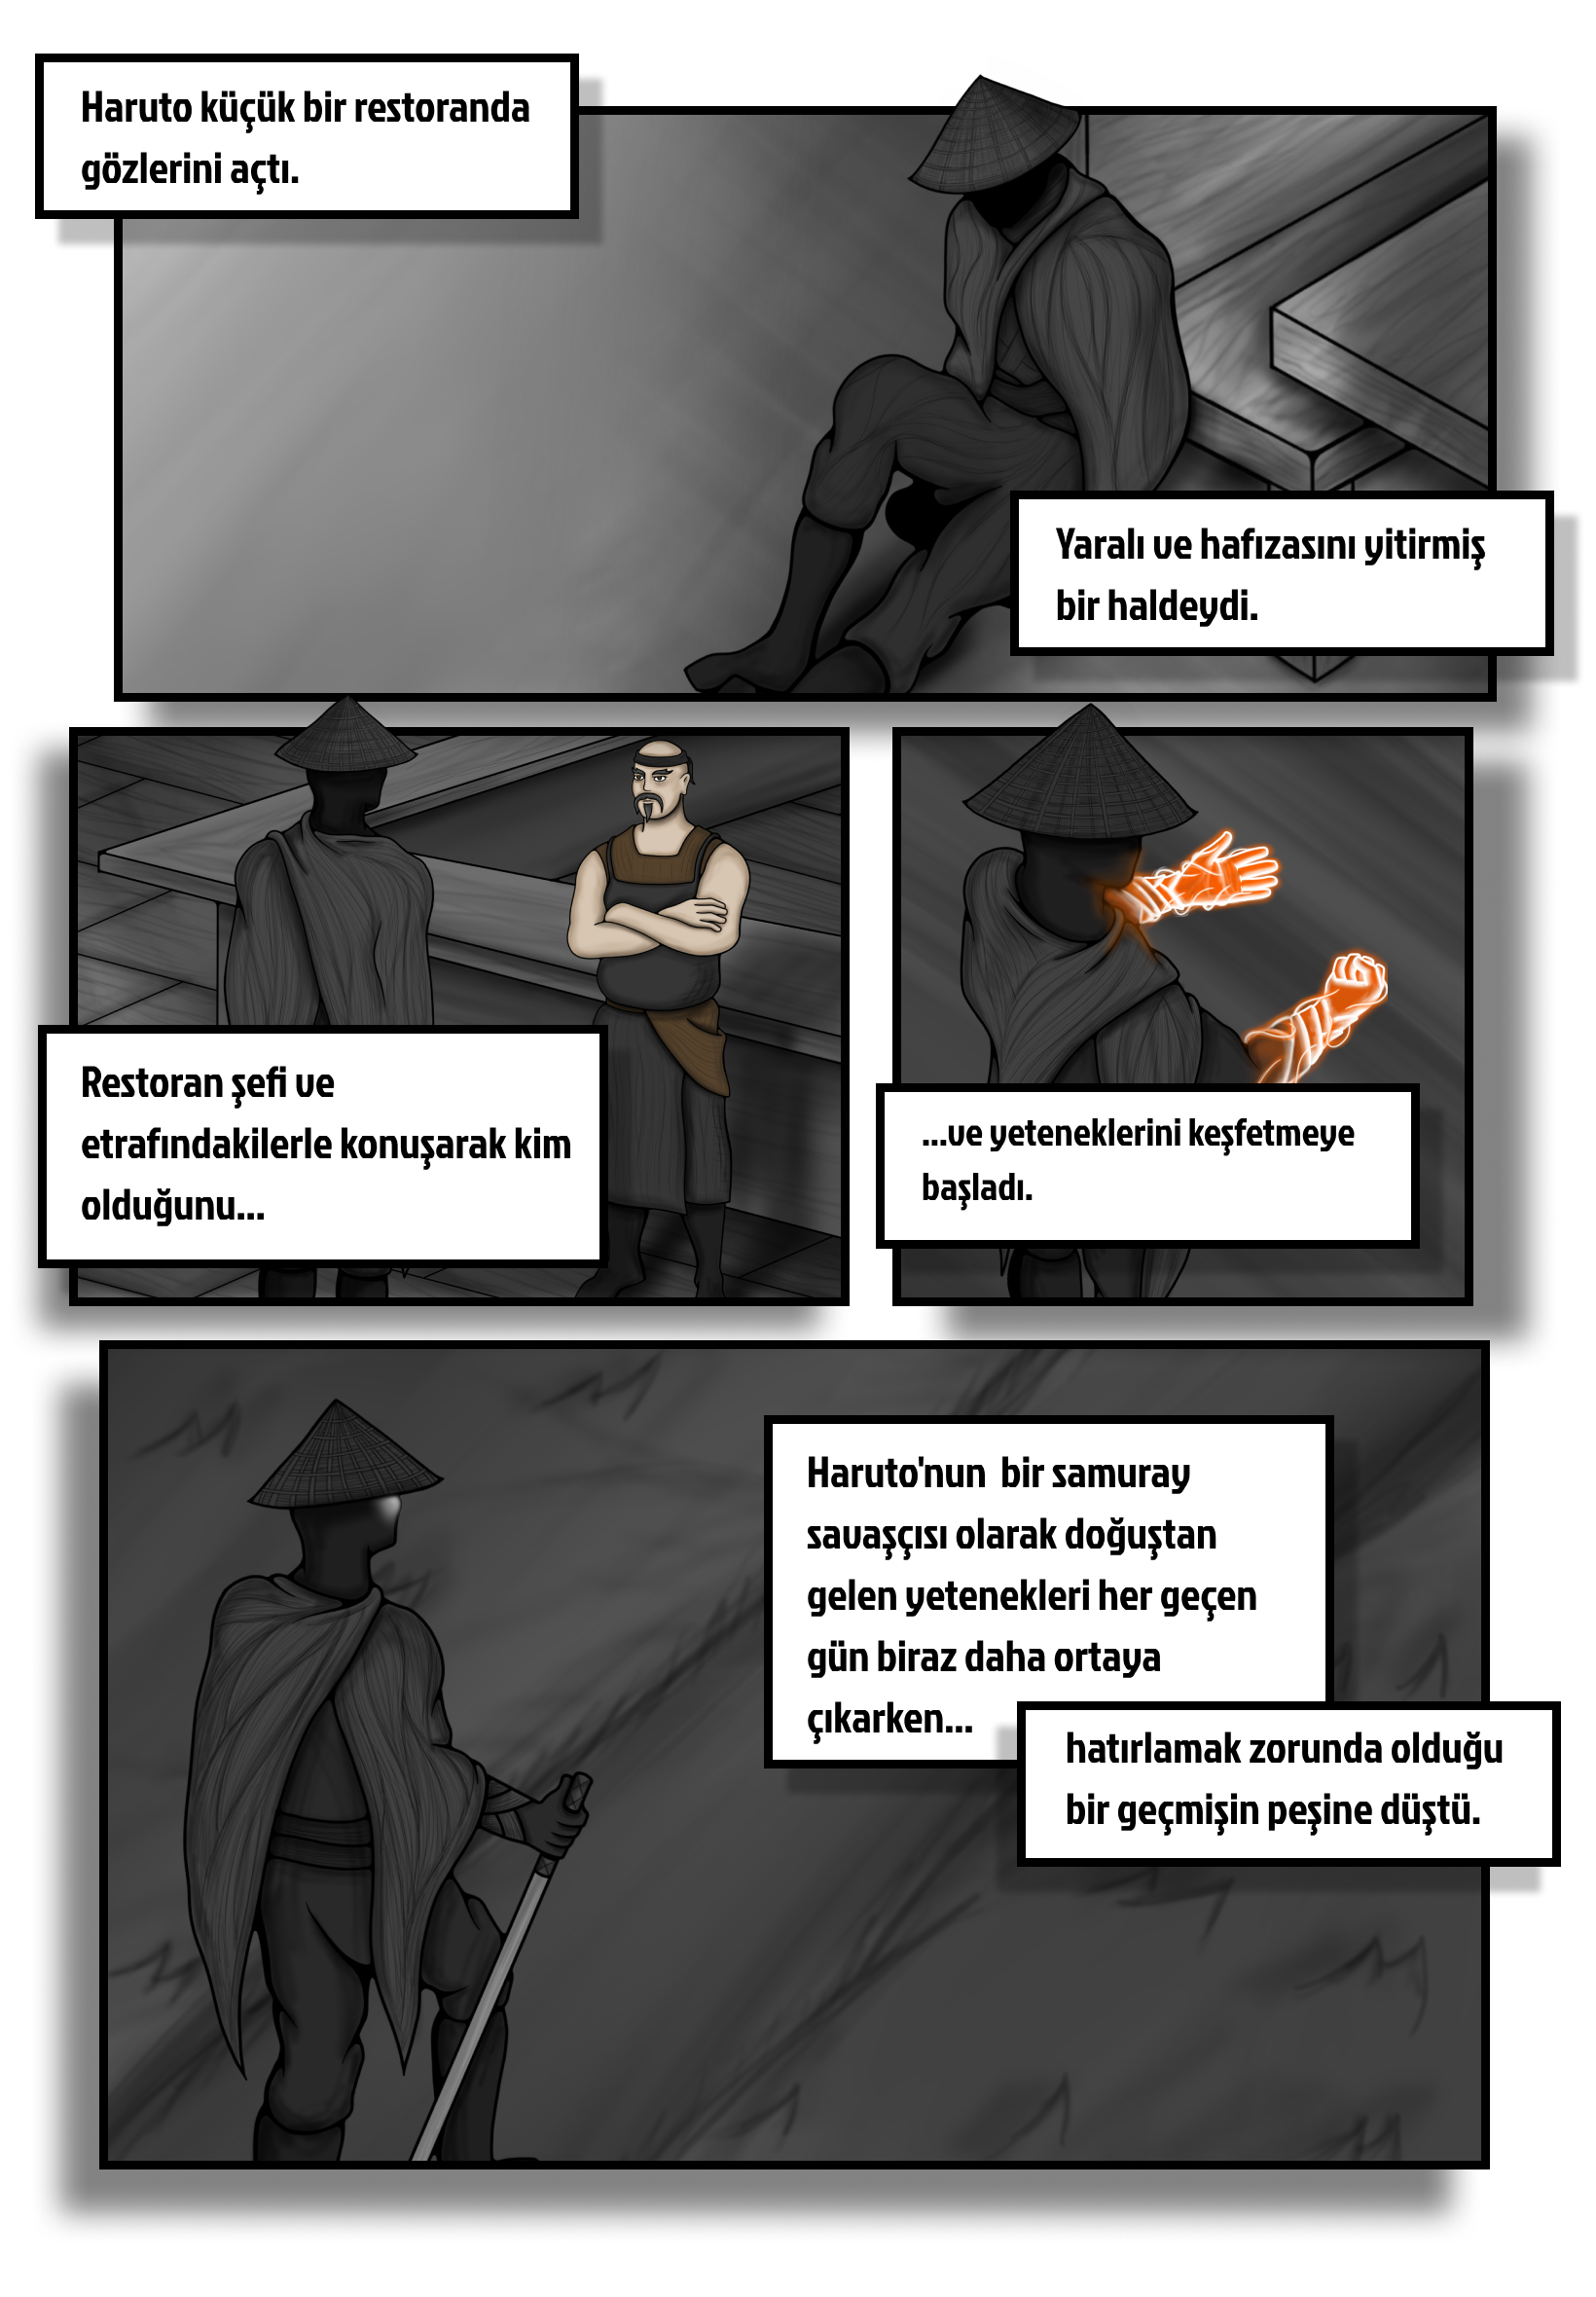 Haruto küçük bir restoranda
gözlerini açtı.
Yaralı ve hafızasını yitirmiş
bir haldeydi.
Restoran şefi ve
etrafındakilerle konuşarak kim
olduğunu...
...ve yeteneklerini keşfetmeye
başladı.
Haruto'nun  bir samuray
savaşçısı olarak doğuştan
gelen yetenekleri her geçen
gün biraz daha ortaya
çıkarken...
hatırlamak zorunda olduğu
bir geçmişin peşine düştü.